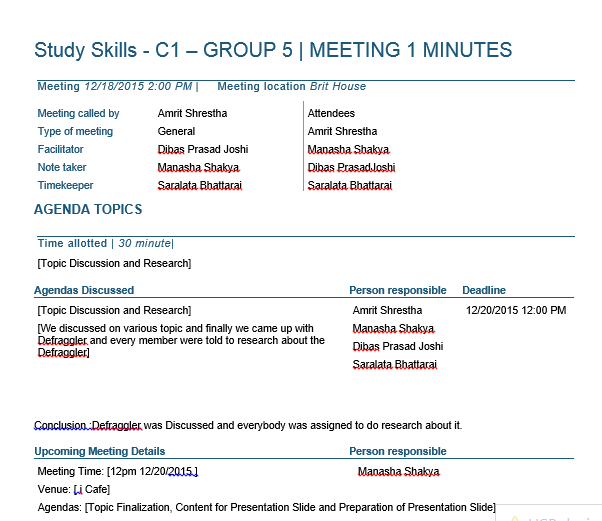 Study Skills - C1 – GROUP 5 | MEETING 1 MINUTES
Meeting 12/18/2015 2:00 PM | Meeting location Brit House
Meeting called by Amrit Shrestha Attendees
Type of meeting General Amrit Shrestha
Facilitator Dibas Prasad Joshi Manasha Shakya
Note taker Manasha Shakya Dibas PrasadJoshi
Timekeeper Saralata Bhattarai Saralata Bhattarai
AGENDA TOPICS
Time allotted | 30 minute|
[Topic Discussion and Research]
Agendas Discussed Person responsible Deadline
[Topic Discussion and Research] Amrit Shrestha 12/20/2015 12:00 PM
[We discussed on various topic and finally we came up with Manasha Shakya
Defraggler and every member were told to research about the Dibas Prasad Joshi
Defraggler] Saralata Bhattarai
Conclusion :Defraggler was Discussed and everybody was assigned to do research about it.
Upcoming Meeting Details Person responsible
Meeting Time: [12pm 12/20/2015.] Manasha Shakya
Venue: [.i Cafe]
Agendas: [Topic Finalization, Content for Presentation Slide and Preparation of Presentation Slide]